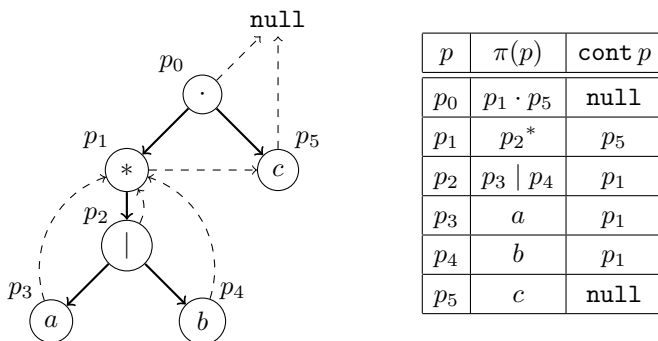 null
p₀
·
p₁
p₅
*
c
p₂
|
p₃
p₄
a
b
p π(p) cont p
p₀ p₁ · p₅ null
p₁ p₂* p₅
p₂ p₃ | p₄ p₁
p₃ a p₁
p₄ b p₁
p₅ c null